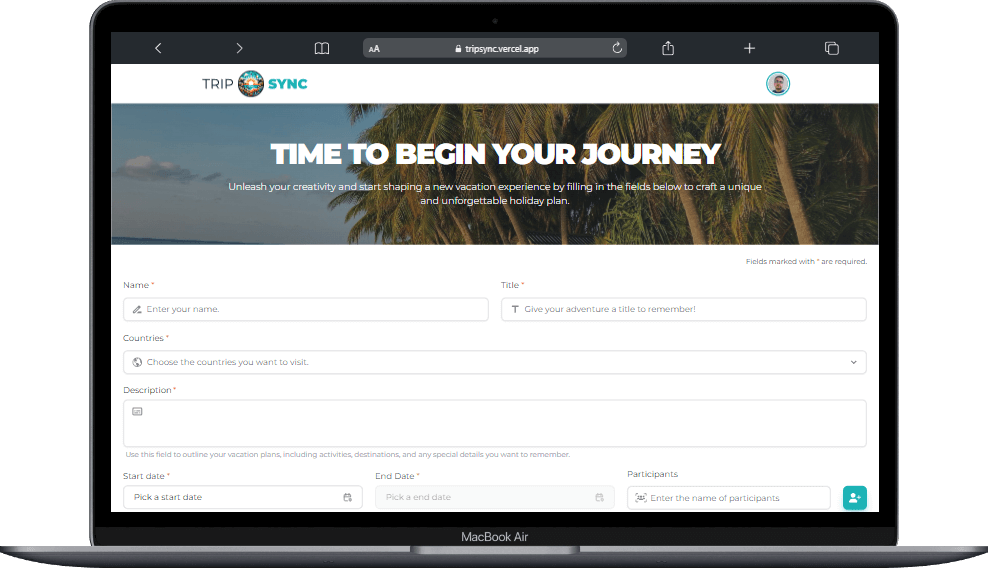 AA tripsync.vercel.app
TRIP SYNC
TIME TO BEGIN YOUR JOURNEY
Unleash your creativity and start shaping a new vacation experience by filling in the fields below to craft a unique
and unforgettable holiday plan.
Fields marked with * are required.
Name * Title *
Enter your name. Give your adventure a title to remember!
Countries *
Choose the countries you want to visit.
Description *
Use this field to outline your vacation plans, including activities, destinations, and any special details you want to remember.
Start date * End Date * Participants
Pick a start date Pick a end date Enter the name of participants
MacBook Air